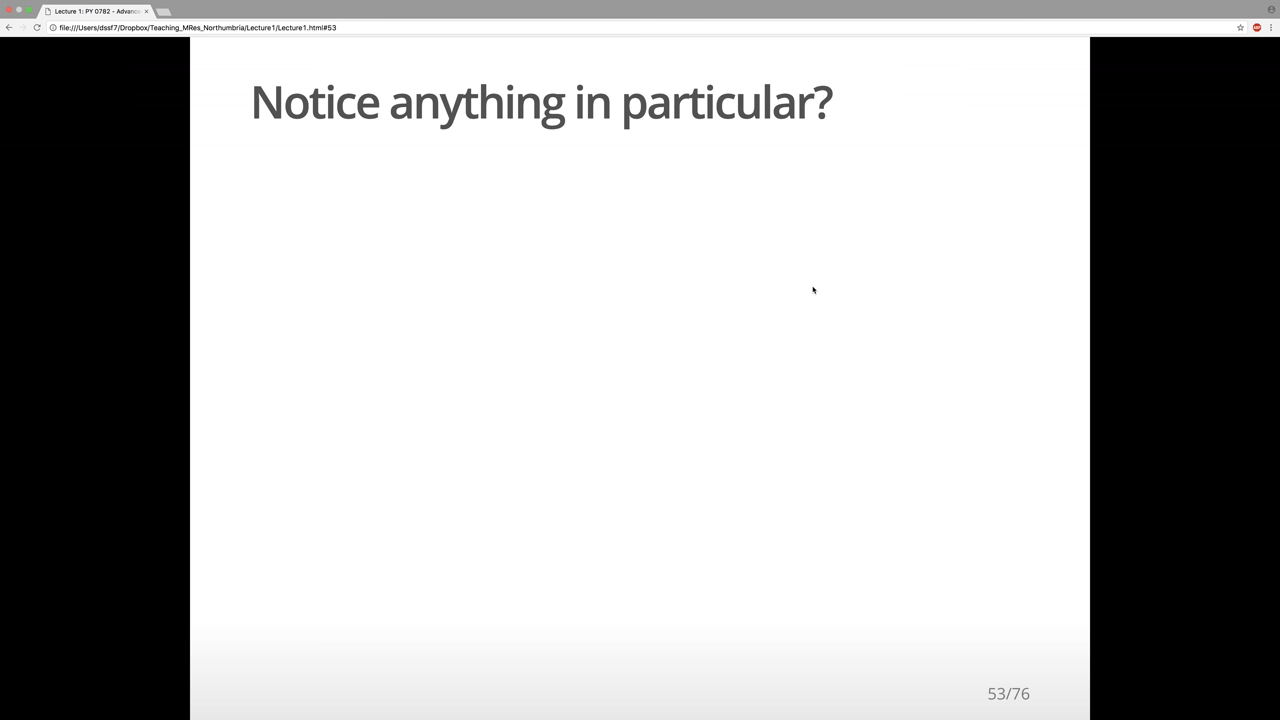 Lecture 1: PY 0782 - Advanc
file:///Users/dssf7/Dropbox/Teaching_MRes_Northumbria/Lecture1/Lecture1.html#53
Notice anything in particular?
53/76